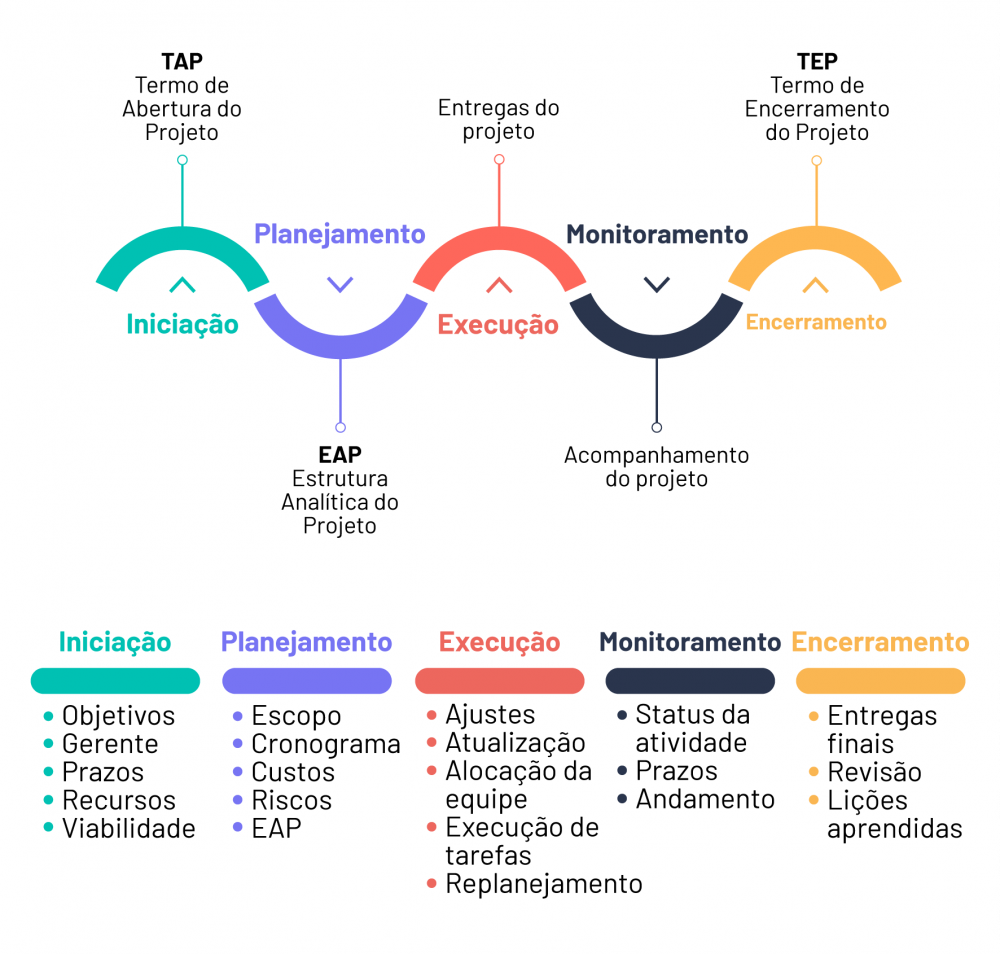 TAP
Termo de
Abertura do
Projeto
Entregas do
projeto
TEP
Termo de
Encerramento
do Projeto
Planejamento
Monitoramento
Iniciação
Execução
Encerramento
EAP
Estrutura
Analítica do
Projeto
Acompanhamento
do projeto
Iniciação
• Objetivos
• Gerente
• Prazos
• Recursos
• Viabilidade
Planejamento
• Escopo
• Cronograma
• Custos
• Riscos
• EAP
Execução
• Ajustes
• Atualização
• Alocação da
equipe
• Execução de
tarefas
• Replanejamento
Monitoramento
• Status da
atividade
• Prazos
• Andamento
Encerramento
• Entregas
finais
• Revisão
• Lições
aprendidas